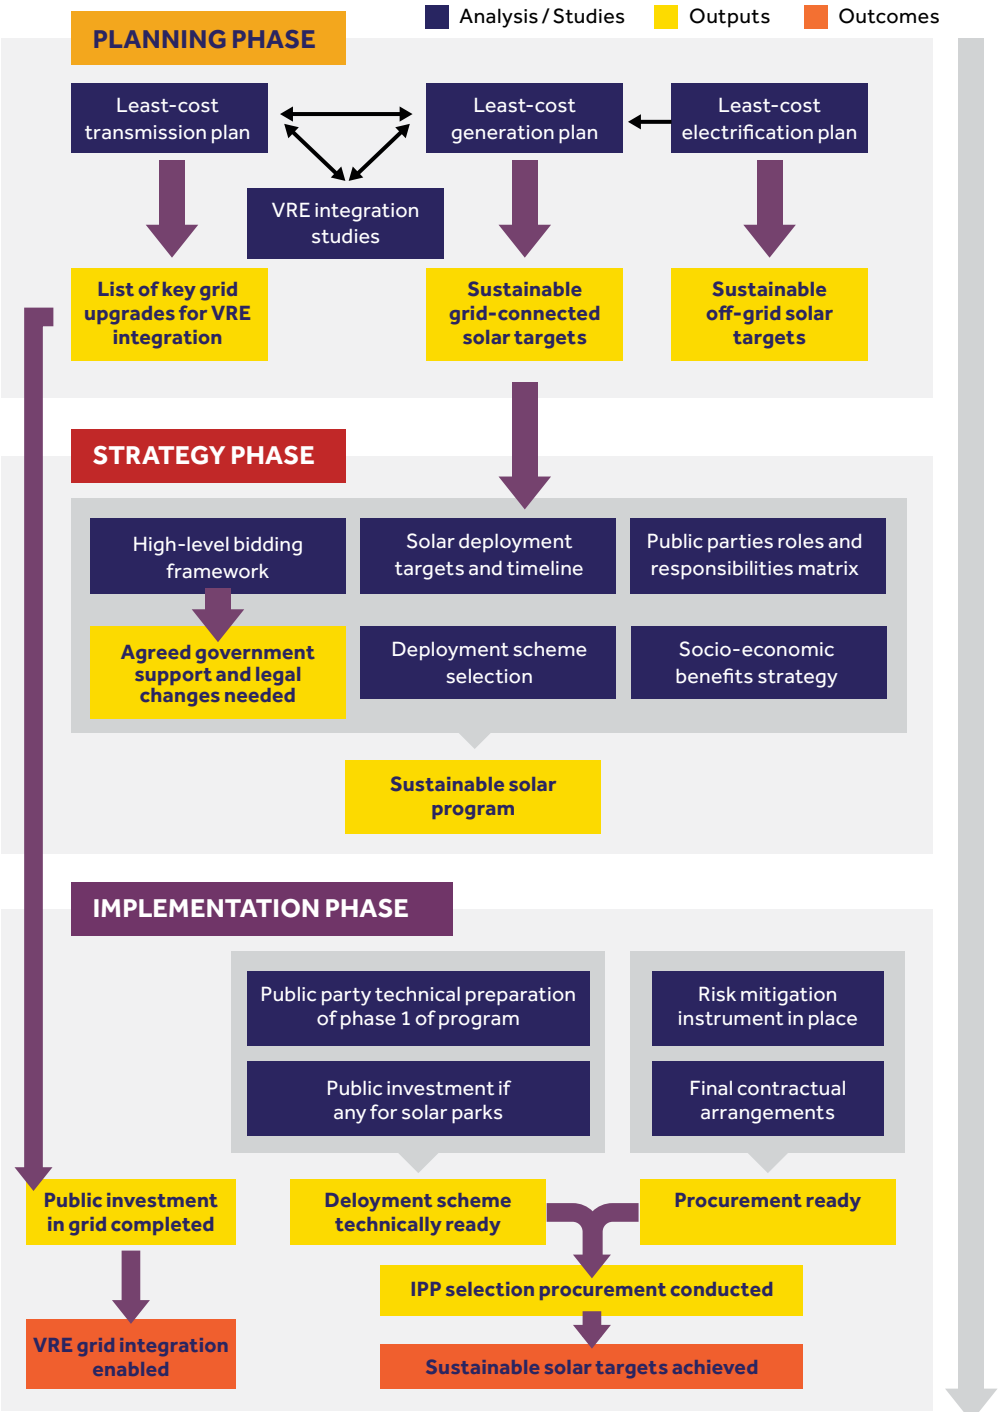 Analysis / Studies
Outputs
Outcomes
PLANNING PHASE
Least-cost
transmission plan
Least-cost
generation plan
Least-cost
electrification plan
VRE integration
studies
List of key grid
upgrades for VRE
integration
Sustainable
grid-connected
solar targets
Sustainable
off-grid solar
targets
STRATEGY PHASE
High-level bidding
framework
Solar deployment
targets and timeline
Public parties roles and
responsibilities matrix
Agreed government
support and legal
changes needed
Deployment scheme
selection
Socio-economic
benefits strategy
Sustainable solar
program
IMPLEMENTATION PHASE
Public party technical preparation
of phase 1 of program
Risk mitigation
instrument in place
Public investment if
any for solar parks
Final contractual
arrangements
Public investment
in grid completed
Deloyment scheme
technically ready
Procurement ready
IPP selection procurement conducted
VRE grid integration
enabled
Sustainable solar targets achieved